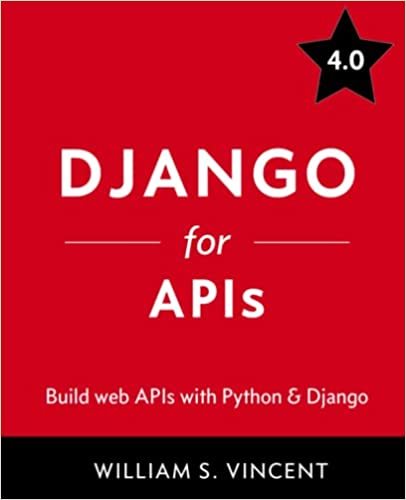 4.0
DJANGO
for
APIs
Build web APIs with Python & Django
WILLIAM S. VINCENT